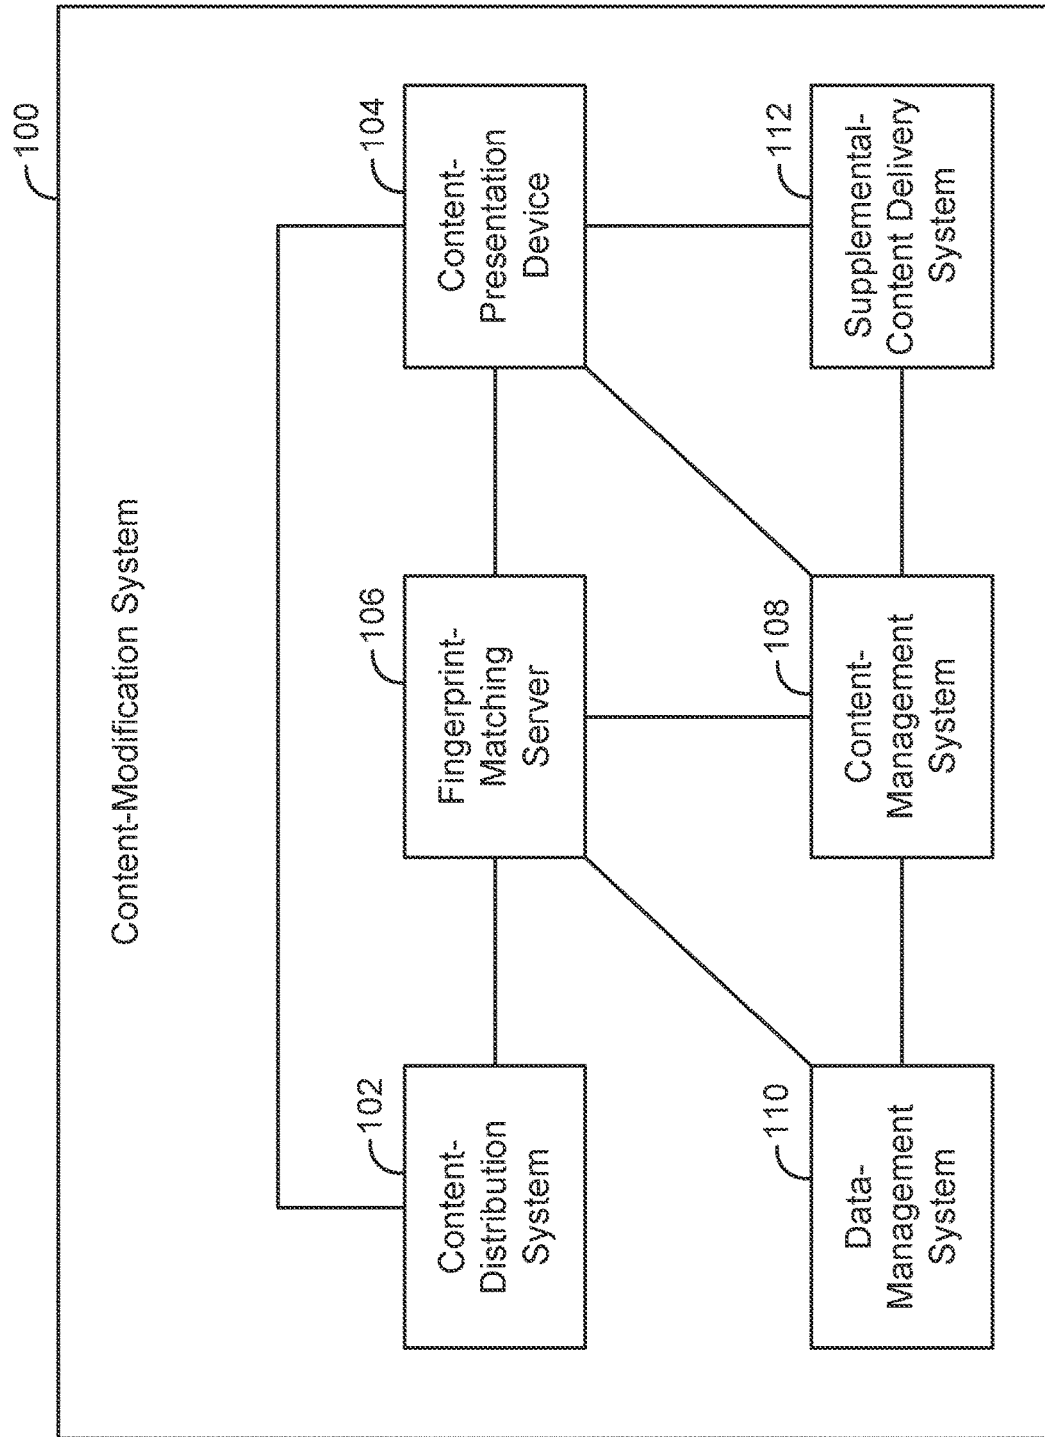 100
Content-Modification System
102
Content-
Distribution
System
106
Fingerprint-
Matching
Server
104
Content-
Presentation
Device
110
Data-
Management
System
108
Content-
Management
System
112
Supplemental-
Content Delivery
System